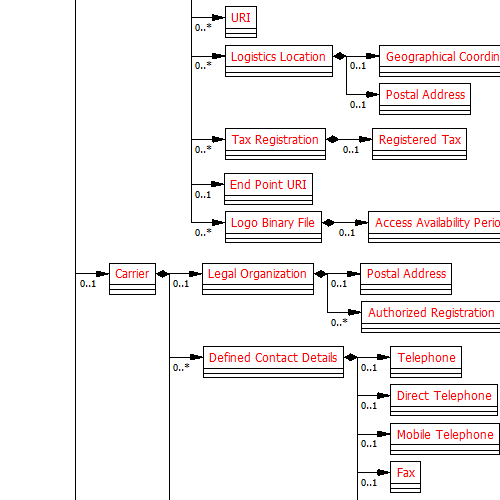 URI
0..*
Logistics Location
Geographical Coordin
0..*
0..1
Postal Address
0..1
Tax Registration
Registered Tax
0..*
0..1
End Point URI
0..1
Logo Binary File
Access Availability Perio
0..*
0..1
Carrier
Legal Organization
Postal Address
0..1
0..1
0..1
Authorized Registration
0..*
Defined Contact Details
Telephone
0..*
0..1
Direct Telephone
0..1
Mobile Telephone
0..1
Fax
0..1